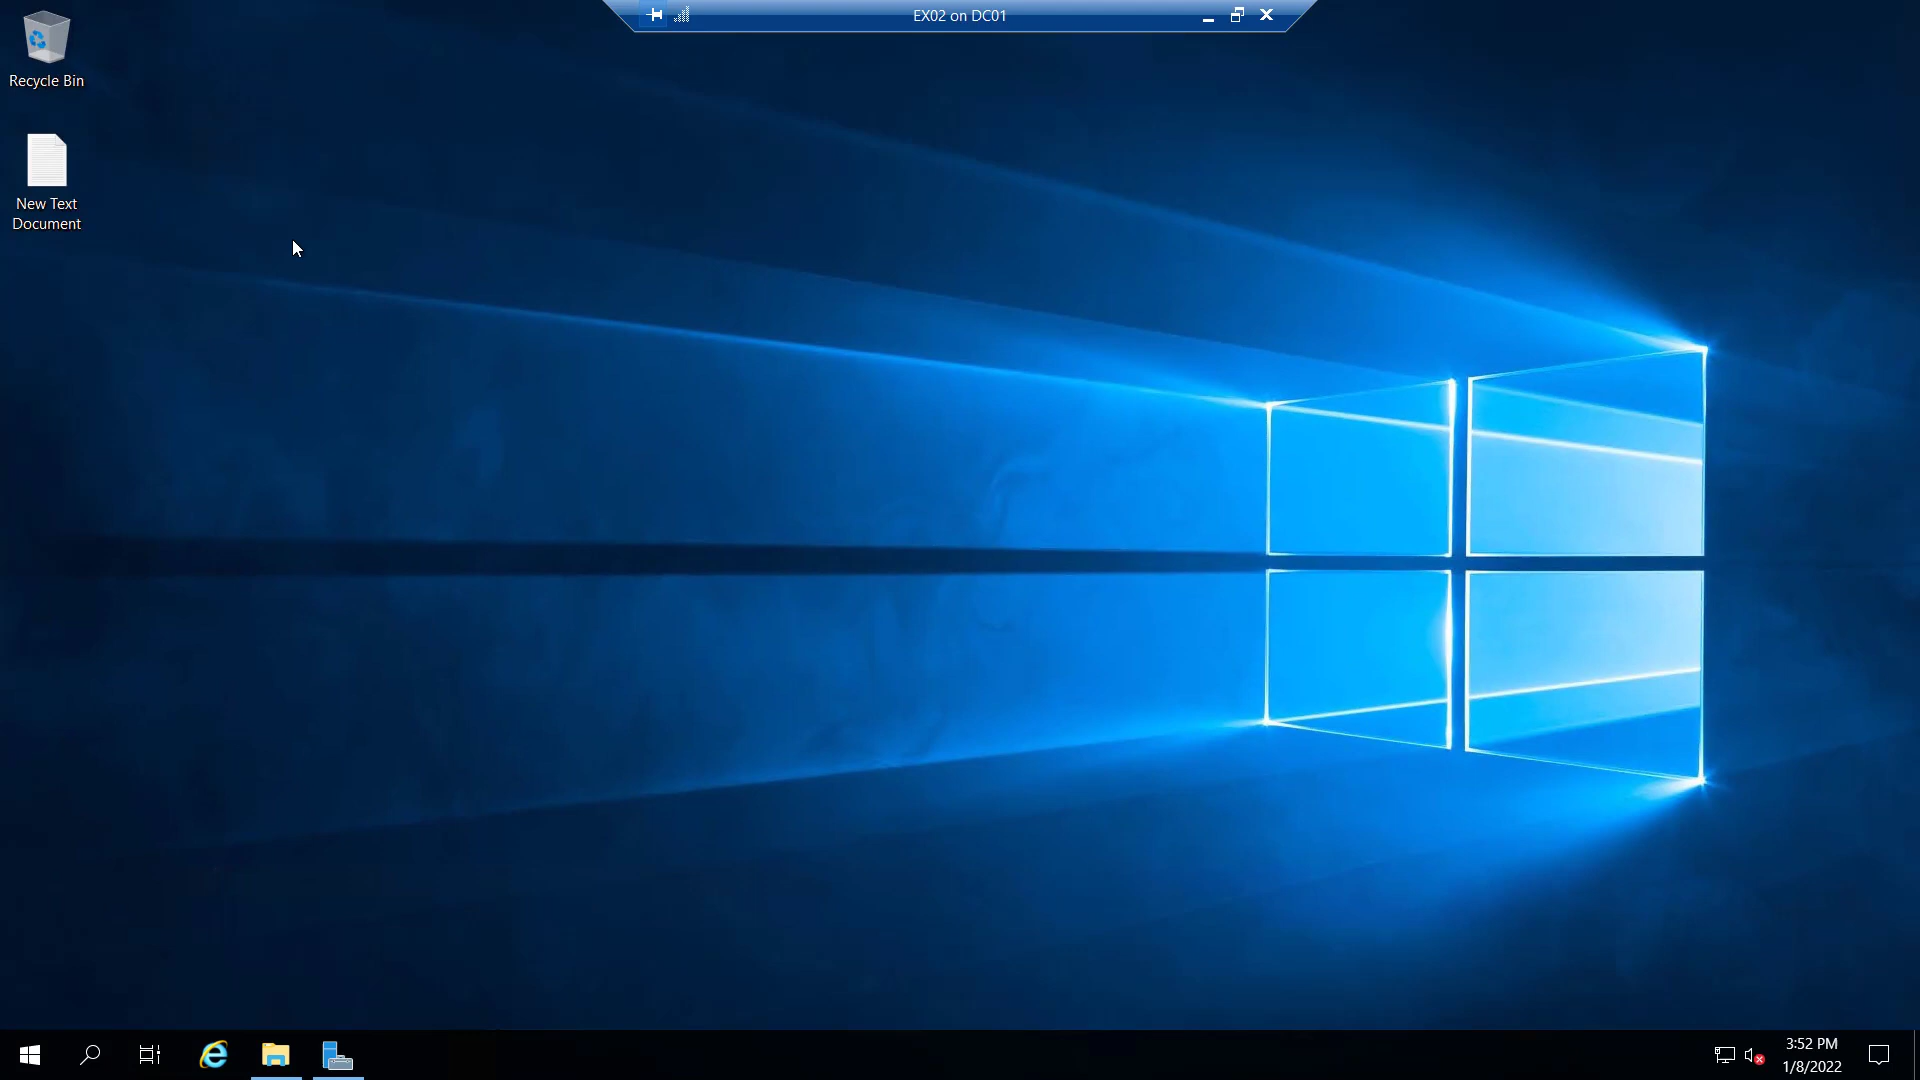 EX02 on DC01
Recycle Bin
New Text
Document
3:52 PM
1/8/2022